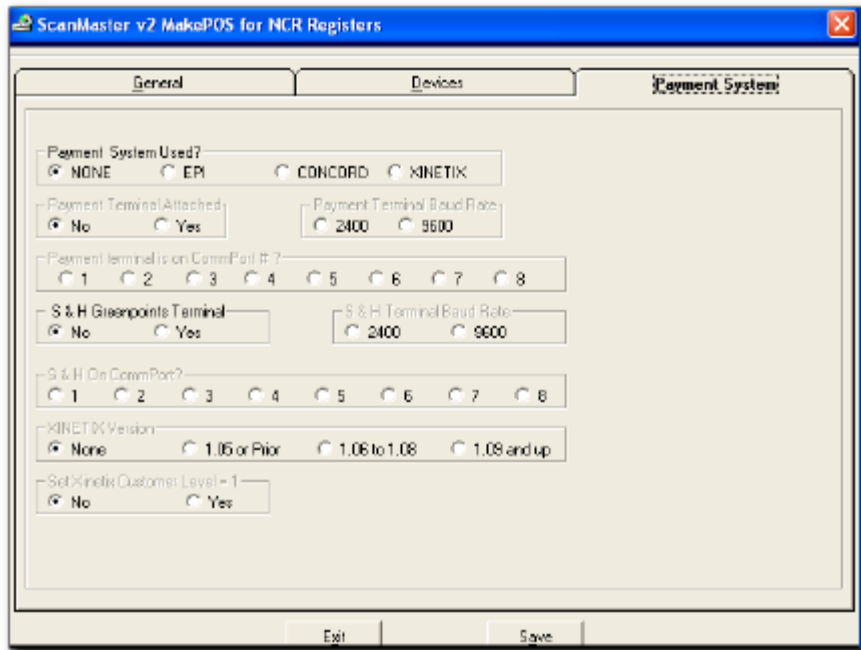 ScanMaster v2 MakePOS for NCR Registers
General Devices Payment System
Payment System Used?
NONE EPI CONCORD XINETIX
Payment Terminal Attached Payment Terminal Baud Rate
No Yes 2400 9600
Payment terminal is on CommPort # ?
1 2 3 4 5 6 7 8
S & H Greenpoints Terminal S & H Terminal Baud Rate
No Yes 2400 9600
S & H On CommPort?
1 2 3 4 5 6 7 8
XINETIX Version
None 1.05 or Prior 1.06 to 1.08 1.09 and up
Set Xinetix Customer Level = 1
No Yes
Exit Save